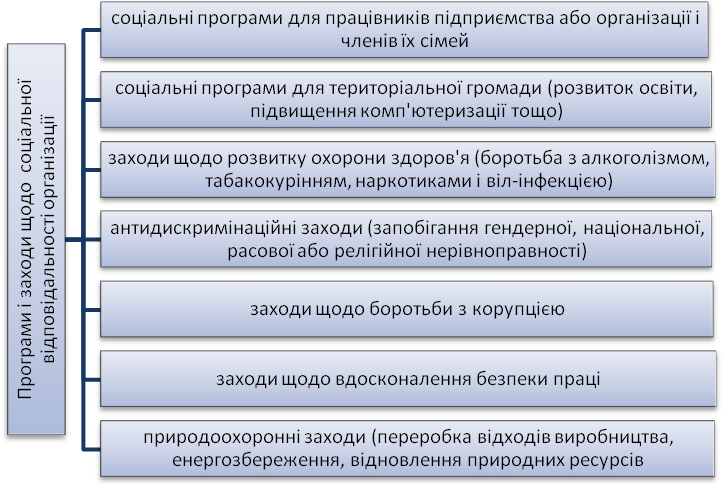 Програми і заходи щодо соціальної
відповідальності організації
соціальні програми для працівників підприємства або організації і
членів їх сімей
соціальні програми для територіальної громади (розвиток освіти,
підвищення комп'ютеризації тощо)
заходи щодо розвитку охорони здоров'я (боротьба з алкоголізмом,
табакокурінням, наркотиками і віл-інфекцією)
антидискримінаційні заходи (запобігання гендерної, національної,
расової або релігійної нерівноправності)
заходи щодо боротьби з корупцією
заходи щодо вдосконалення безпеки праці
природоохоронні заходи (переробка відходів виробництва,
енергозбереження, відновлення природних ресурсів